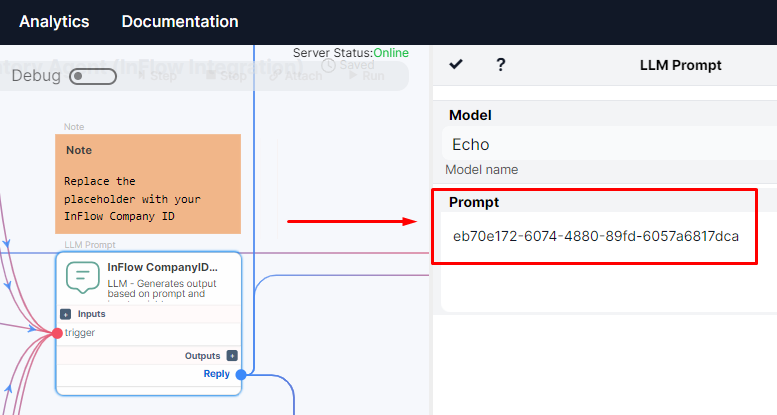 Analytics Documentation
Server Status:Online
Agent (InFlow Integration)
Saved
Debug Step Stop Attach Run
LLM Prompt
Note
Note
Replace the
placeholder with your
InFlow Company ID
LLM Prompt
InFlow CompanyID...
LLM - Generates output
based on prompt and
Inputs
trigger
Outputs
Reply
?
Model
Echo
Model name
Prompt
eb70e172-6074-4880-89fd-6057a6817dca